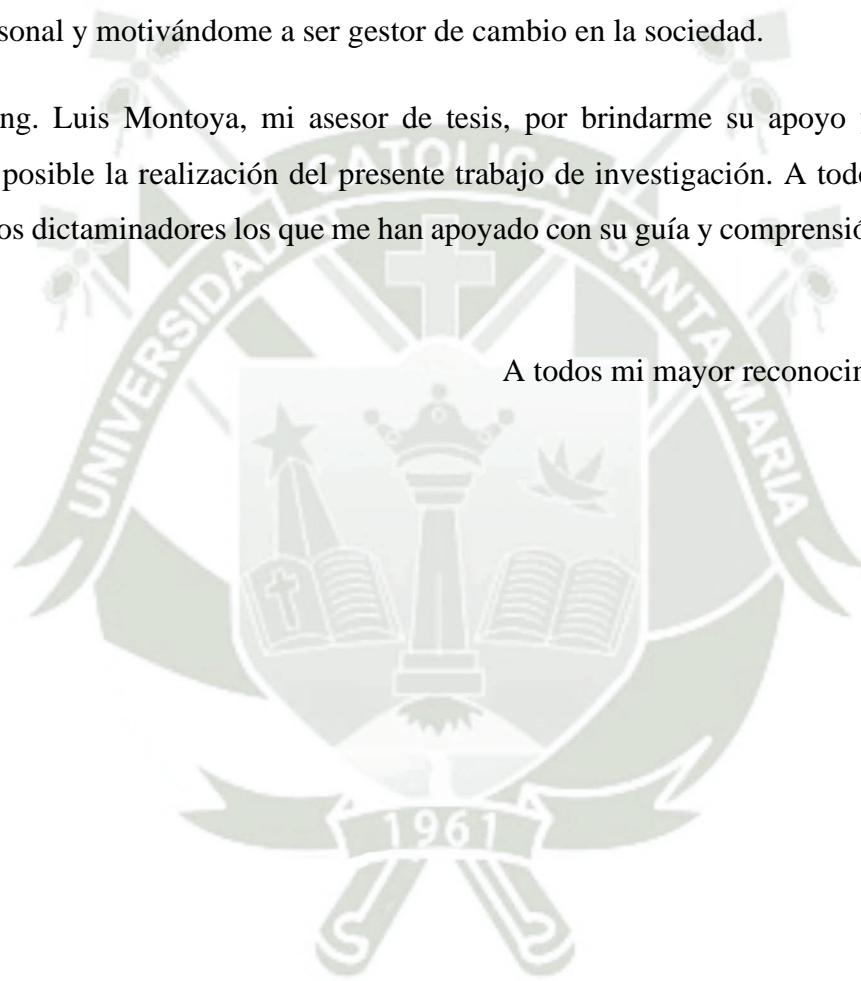 sonal y motivándome a ser gestor de cambio en la sociedad.
ng. Luis Montoya, mi asesor de tesis, por brindarme su apoyo
posible la realización del presente trabajo de investigación. A tod
os dictaminadores los que me han apoyado con su guía y comprensió
A todos mi mayor reconocim
UNIVERSIDAD CATOLICA SANTA MARIA
1961